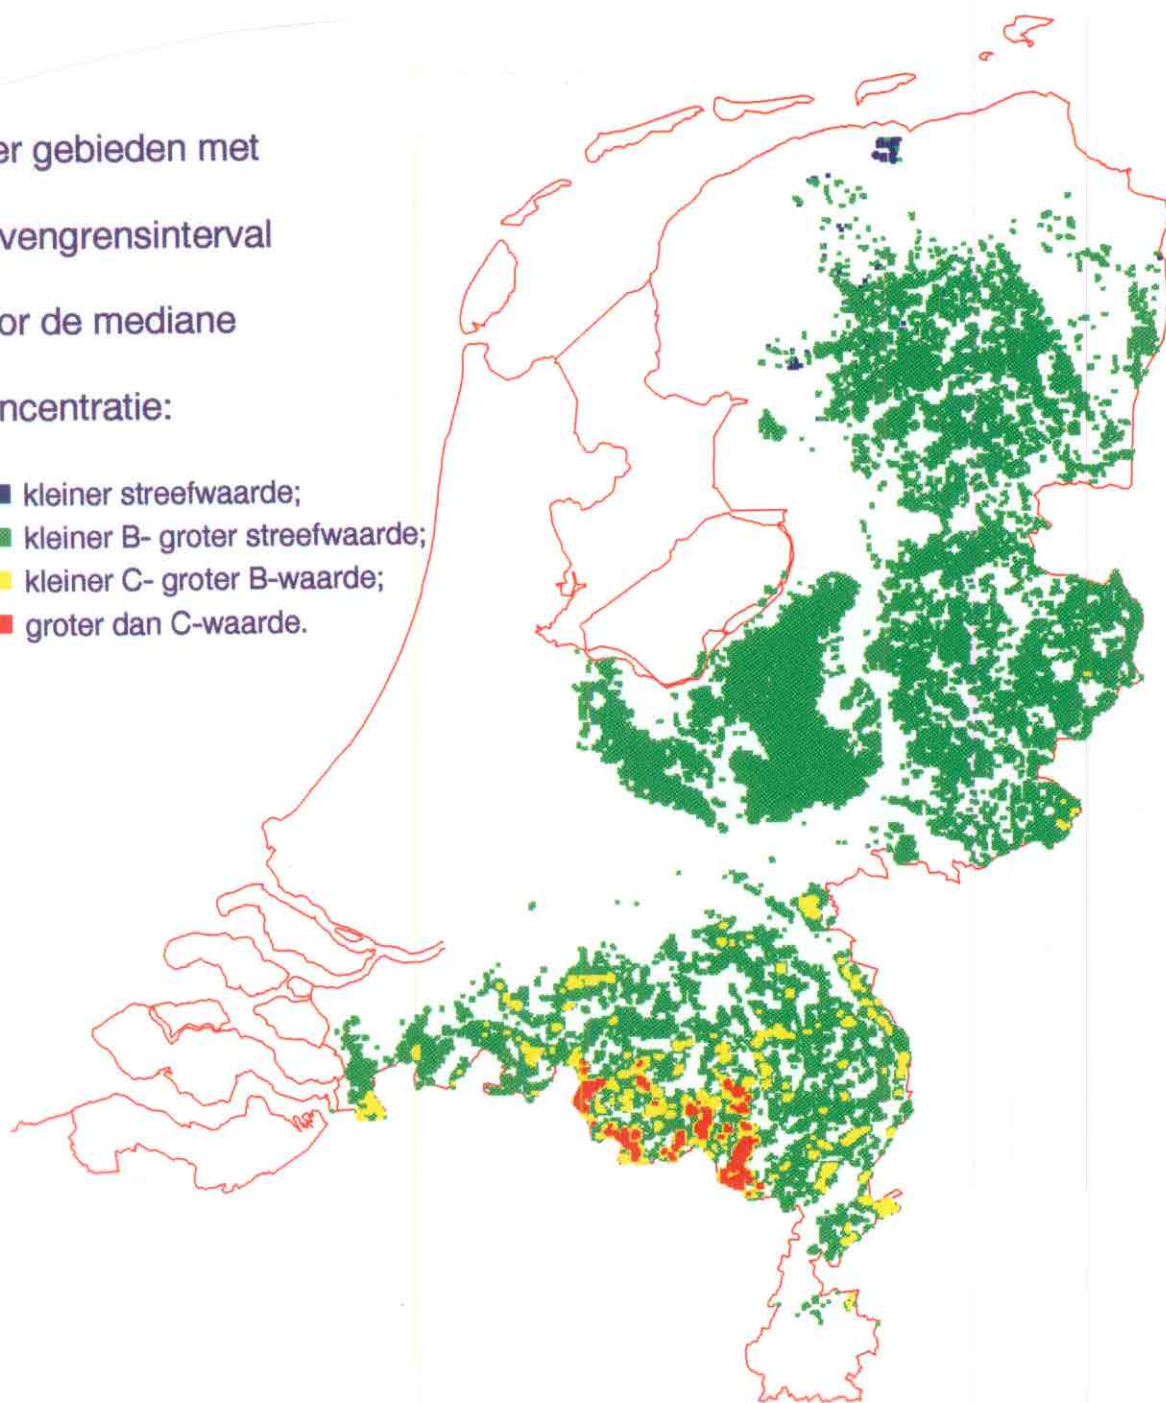 er gebieden met
vengrensinterval
or de mediane
ncentratie:
kleiner streefwaarde;
kleiner B- groter streefwaarde;
kleiner C- groter B-waarde;
groter dan C-waarde.